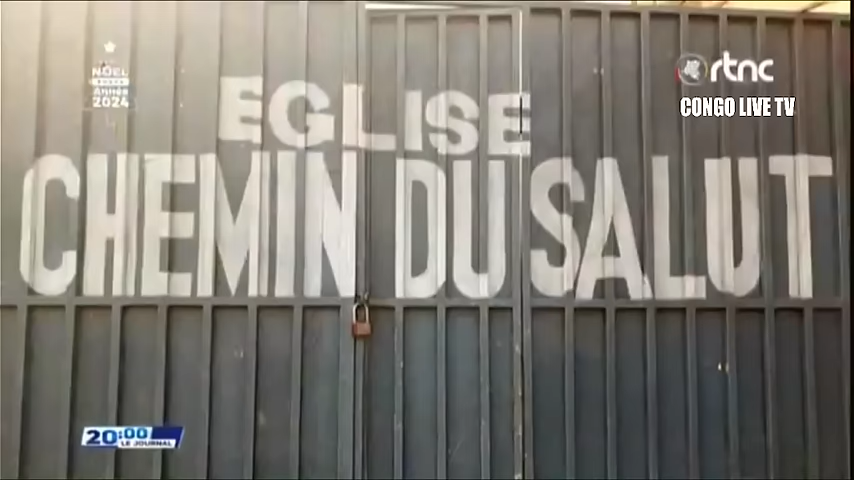 NOËL
Année
2024
rtnc
CONGO LIVE TV
EGLISE
CHEMIN DU SALUT
20:00
LE JOURNAL